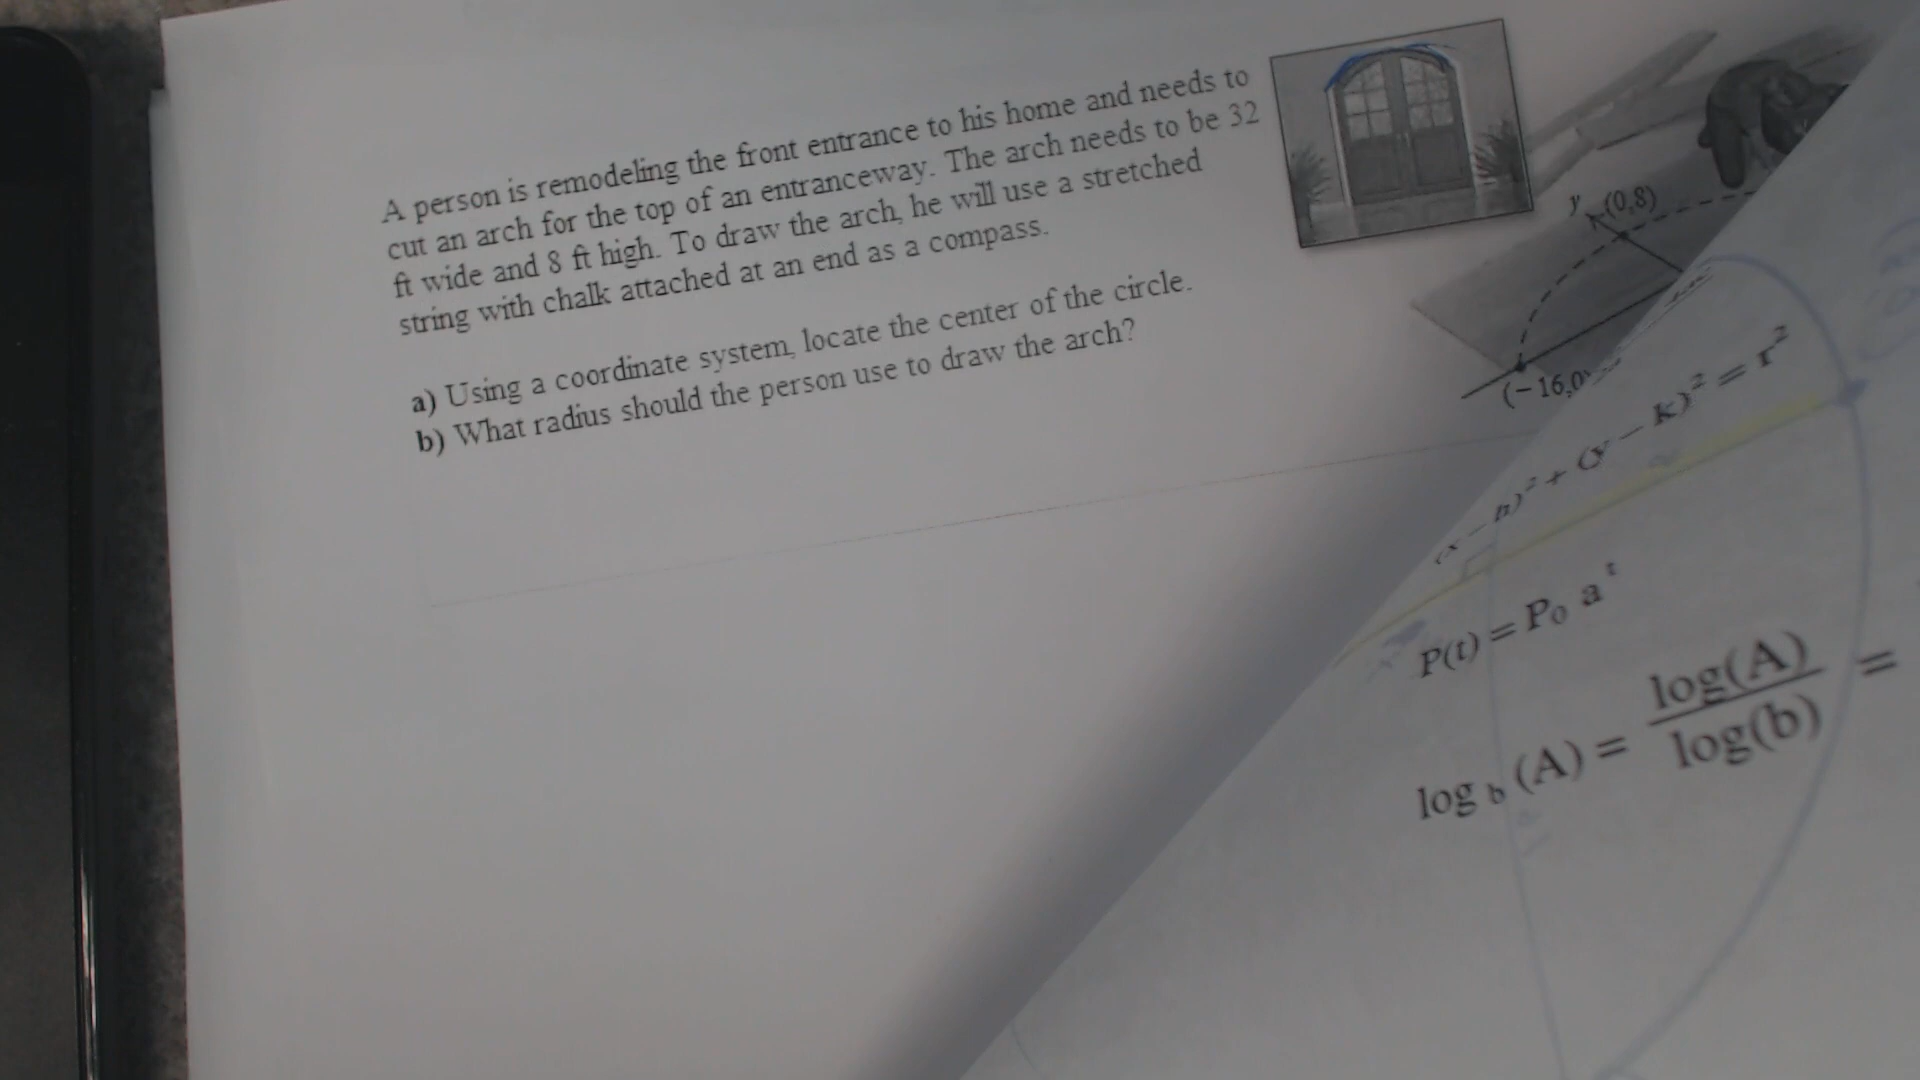 A person is remodeling the front entrance to his home and needs to
cut an arch for the top of an entranceway. The arch needs to be 32
ft wide and 8 ft high. To draw the arch, he will use a stretched
string with chalk attached at an end as a compass.
a) Using a coordinate system, locate the center of the circle.
b) What radius should the person use to draw the arch?
y (0,8)
(−16,0
(x − h)² + (y − k)² = r²
P(t) = P₀ aᵗ
log b (A) = log(A) / log(b) =